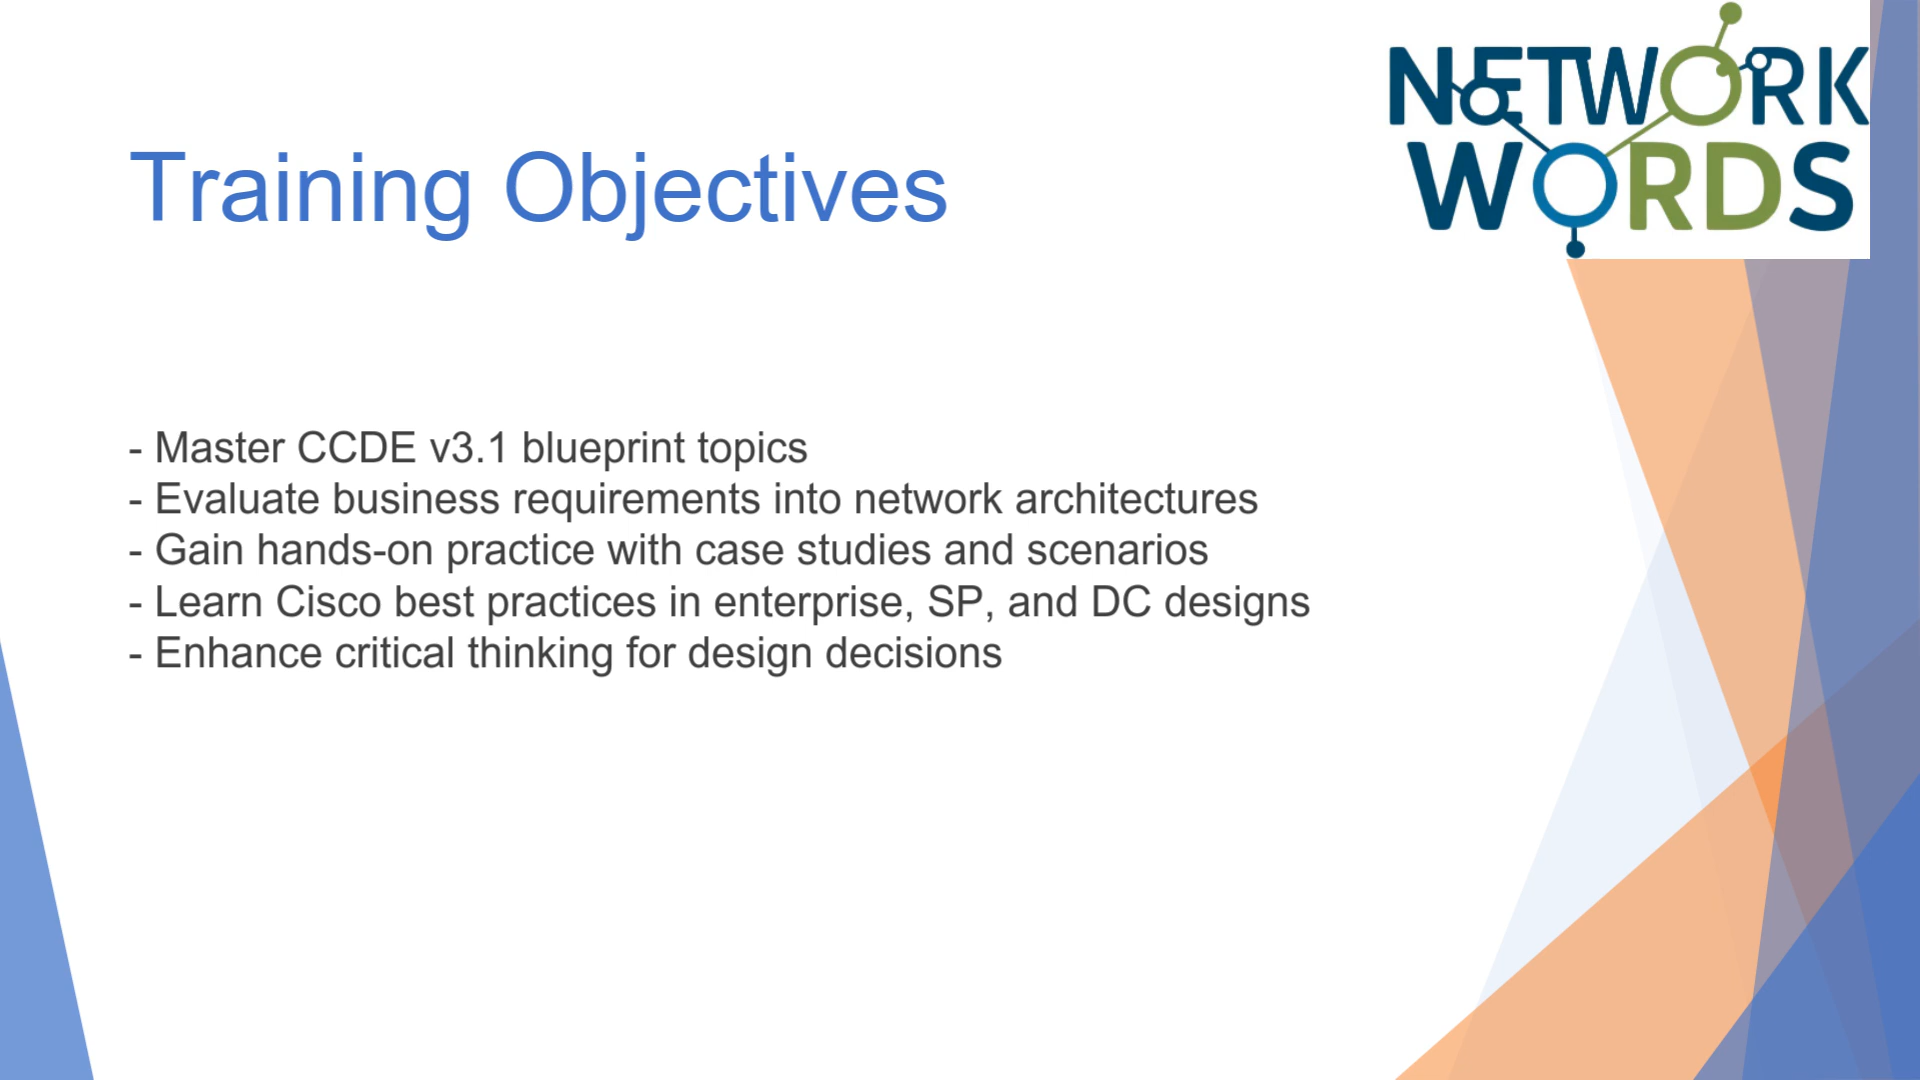 NETWORK
WORDS
Training Objectives
- Master CCDE v3.1 blueprint topics
- Evaluate business requirements into network architectures
- Gain hands-on practice with case studies and scenarios
- Learn Cisco best practices in enterprise, SP, and DC designs
- Enhance critical thinking for design decisions